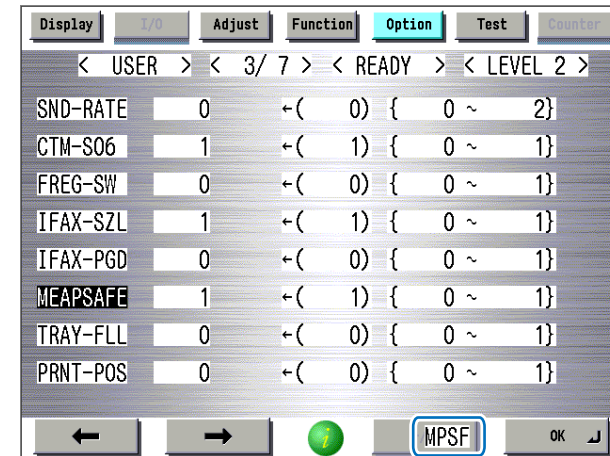 Display I/O Adjust Function Option Test Counter
< USER > < 3/ 7 > < READY > < LEVEL 2 >
SND-RATE 0 ←( 0) { 0 ~ 2}
CTM-S06 1 ←( 1) { 0 ~ 1}
FREG-SW 0 ←( 0) { 0 ~ 1}
IFAX-SZL 1 ←( 1) { 0 ~ 1}
IFAX-PGD 0 ←( 0) { 0 ~ 1}
MEAPSAFE 1 ←( 1) { 0 ~ 1}
TRAY-FLL 0 ←( 0) { 0 ~ 1}
PRNT-POS 0 ←( 0) { 0 ~ 1}
← → i MPSF OK ↵